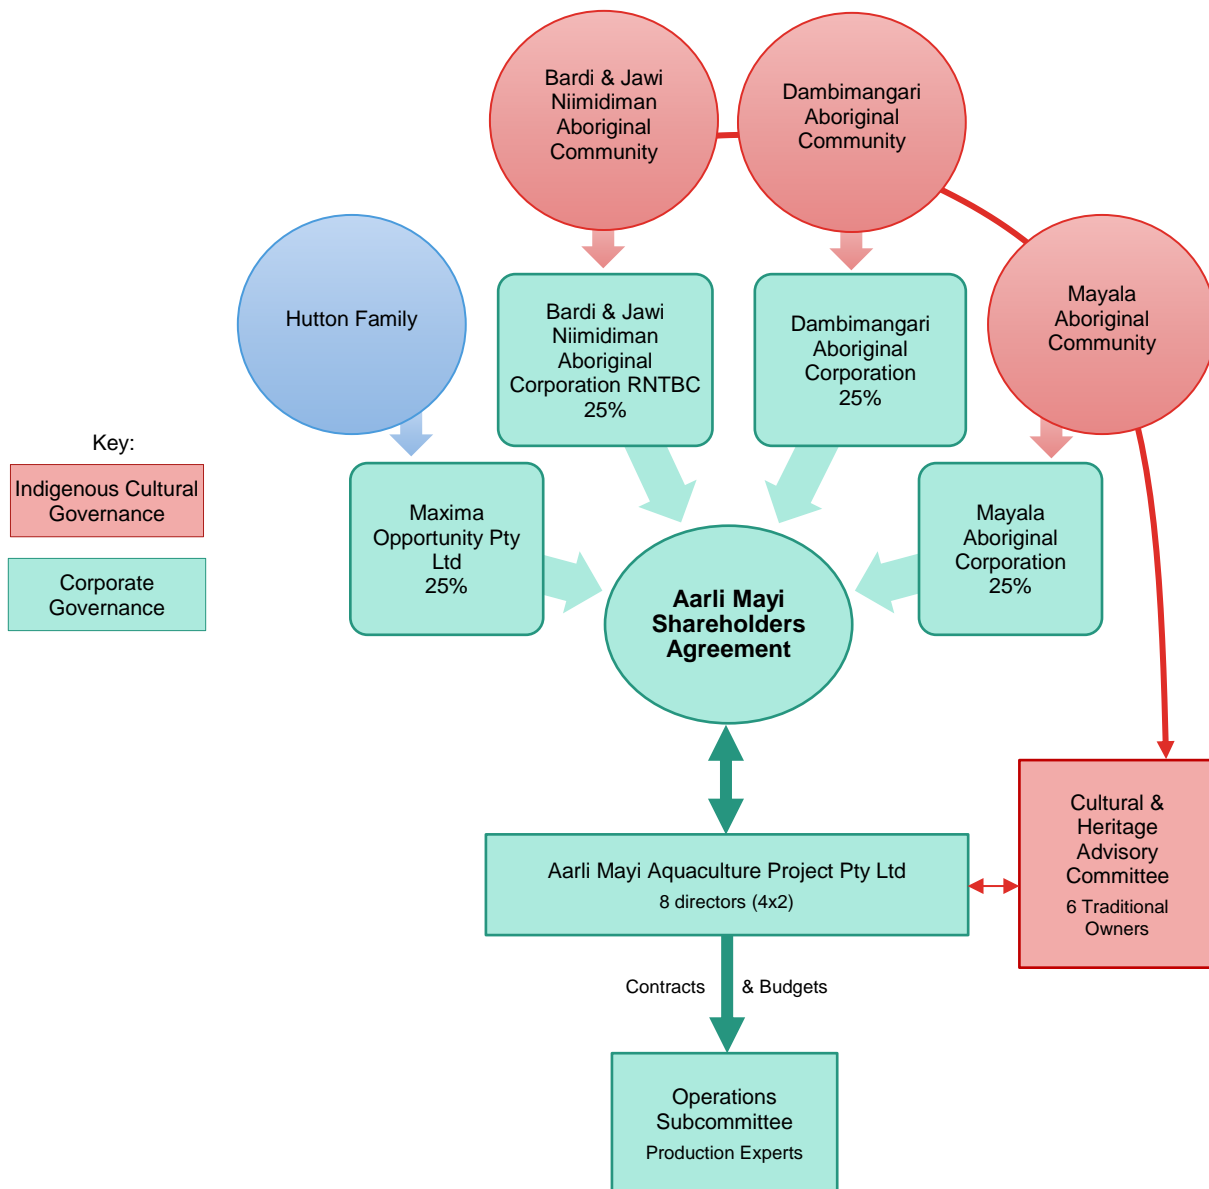 Bardi & Jawi
Niimidiman
Aboriginal
Community
Dambimangari
Aboriginal
Community
Hutton Family
Mayala
Aboriginal
Community
Bardi & Jawi
Niimidiman
Aboriginal
Corporation RNTBC
25%
Dambimangari
Aboriginal
Corporation
25%
Key:
Indigenous Cultural
Governance
Corporate
Governance
Maxima
Opportunity Pty
Ltd
25%
Mayala
Aboriginal
Corporation
25%
Aarli Mayi
Shareholders
Agreement
Aarli Mayi Aquaculture Project Pty Ltd
8 directors (4x2)
Cultural &
Heritage
Advisory
Committee
6 Traditional
Owners
Contracts & Budgets
Operations
Subcommittee
Production Experts